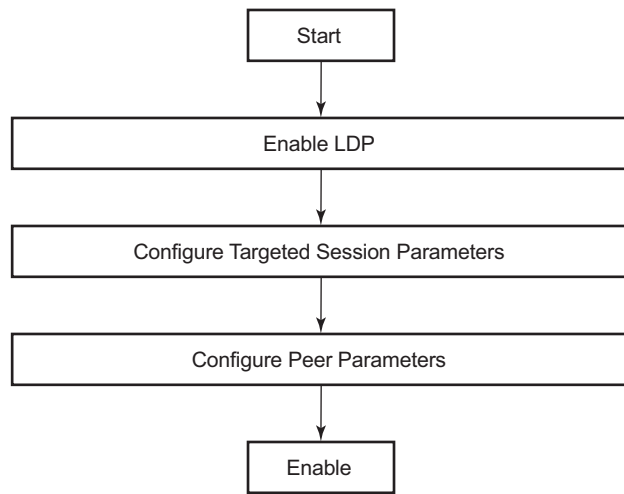 Start
Enable LDP
Configure Targeted Session Parameters
Configure Peer Parameters
Enable